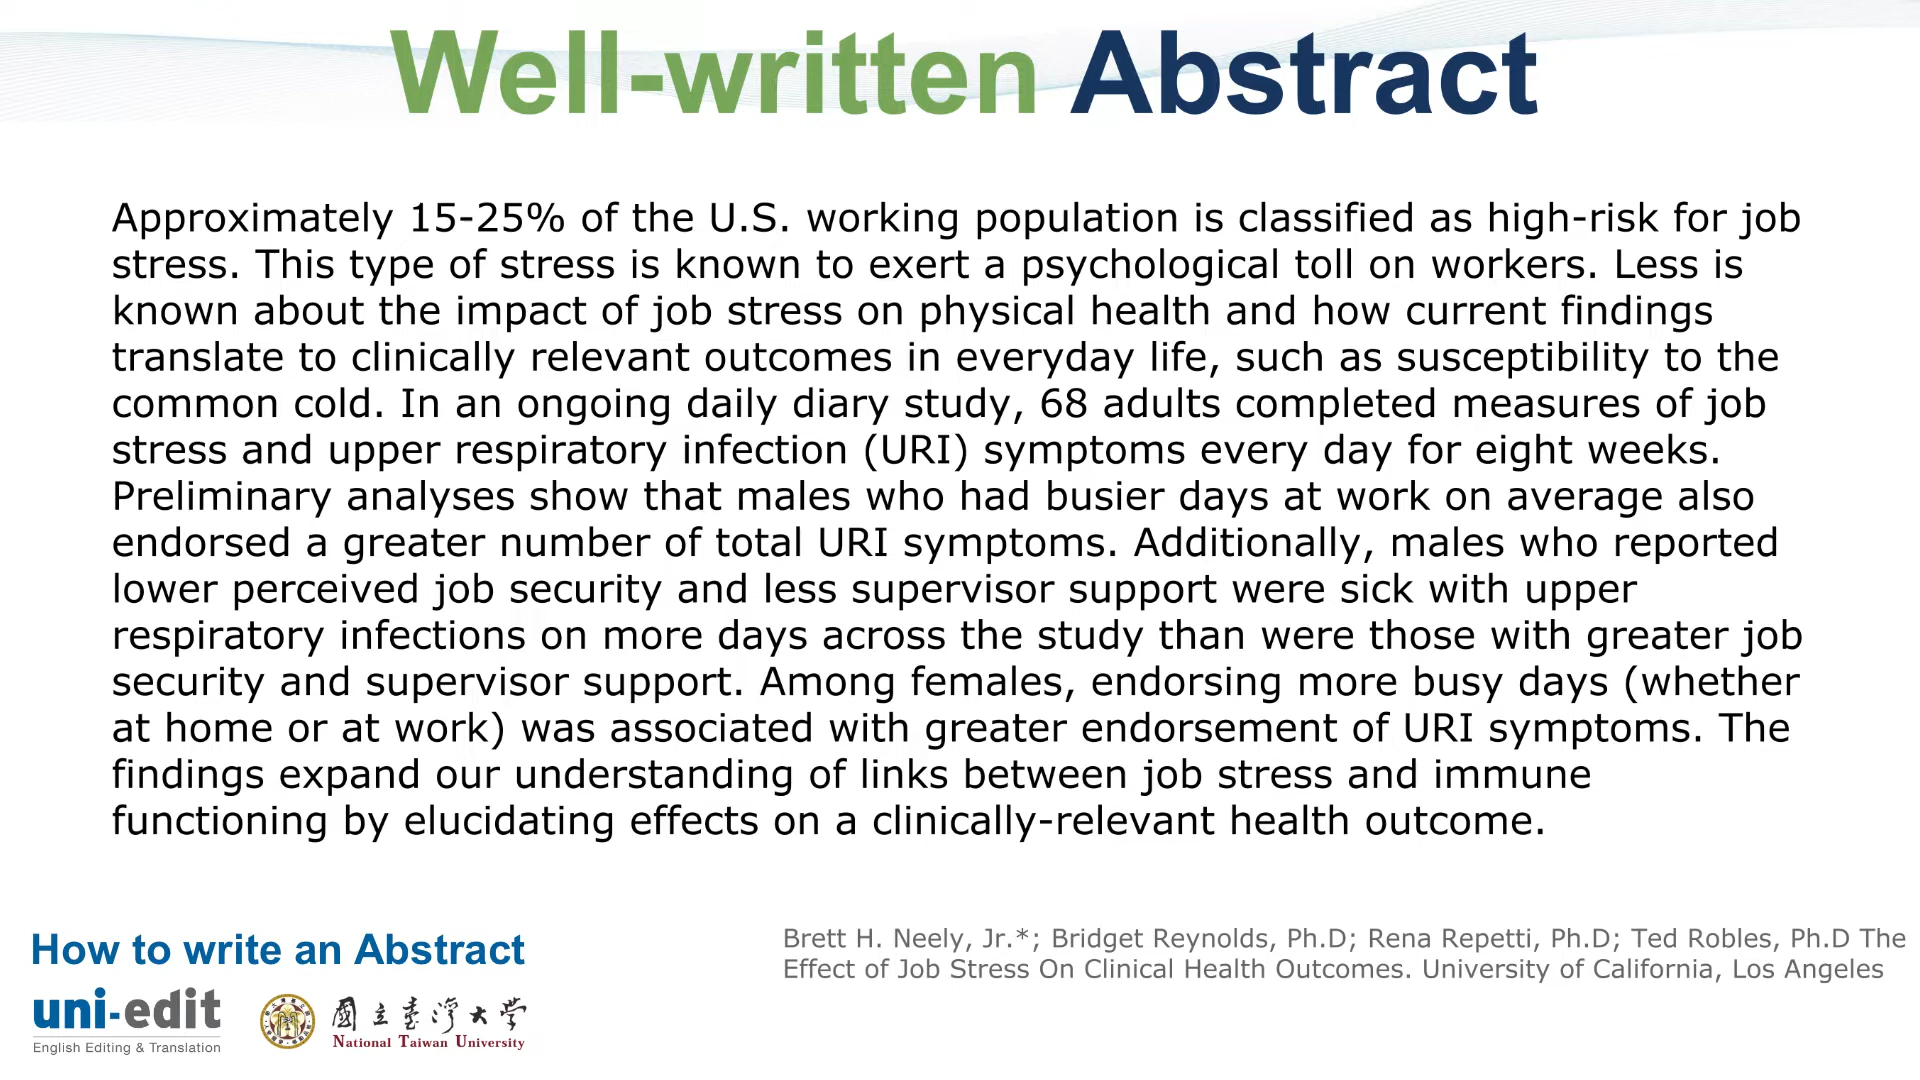 Well-written Abstract
Approximately 15-25% of the U.S. working population is classified as high-risk for job
stress. This type of stress is known to exert a psychological toll on workers. Less is
known about the impact of job stress on physical health and how current findings
translate to clinically relevant outcomes in everyday life, such as susceptibility to the
common cold. In an ongoing daily diary study, 68 adults completed measures of job
stress and upper respiratory infection (URI) symptoms every day for eight weeks.
Preliminary analyses show that males who had busier days at work on average also
endorsed a greater number of total URI symptoms. Additionally, males who reported
lower perceived job security and less supervisor support were sick with upper
respiratory infections on more days across the study than were those with greater job
security and supervisor support. Among females, endorsing more busy days (whether
at home or at work) was associated with greater endorsement of URI symptoms. The
findings expand our understanding of links between job stress and immune
functioning by elucidating effects on a clinically-relevant health outcome.
How to write an Abstract
uni-edit
English Editing & Translation
國立臺灣大學
National Taiwan University
Brett H. Neely, Jr.*; Bridget Reynolds, Ph.D; Rena Repetti, Ph.D; Ted Robles, Ph.D The
Effect of Job Stress On Clinical Health Outcomes. University of California, Los Angeles